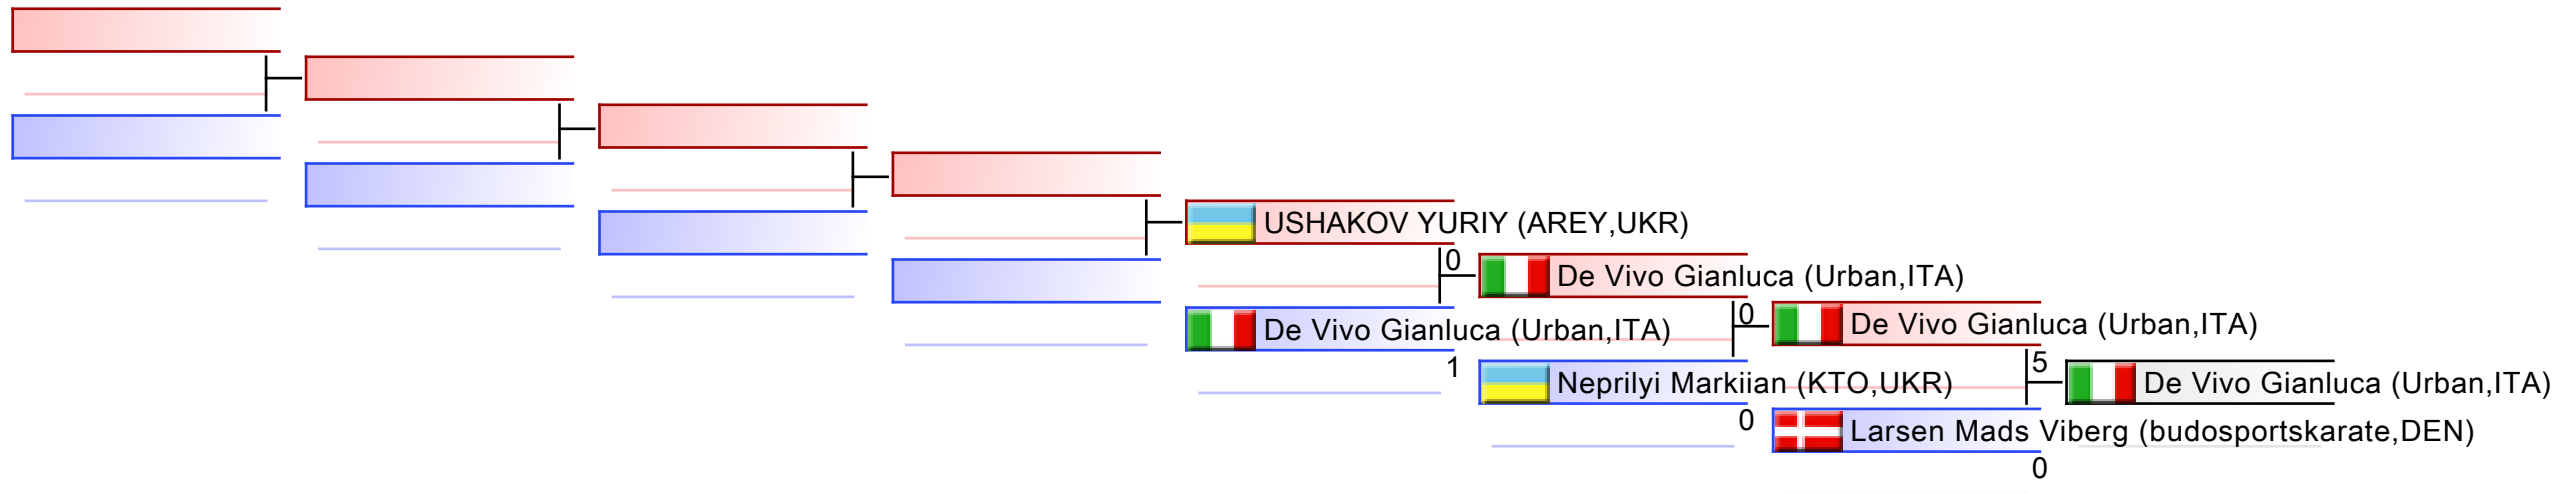 USHAKOV YURIY (AREY,UKR)
0
De Vivo Gianluca (Urban,ITA)
De Vivo Gianluca (Urban,ITA)
1
0
De Vivo Gianluca (Urban,ITA)
Neprilyi Markiian (KTO,UKR)
0
5
De Vivo Gianluca (Urban,ITA)
Larsen Mads Viberg (budosportskarate,DEN)
0